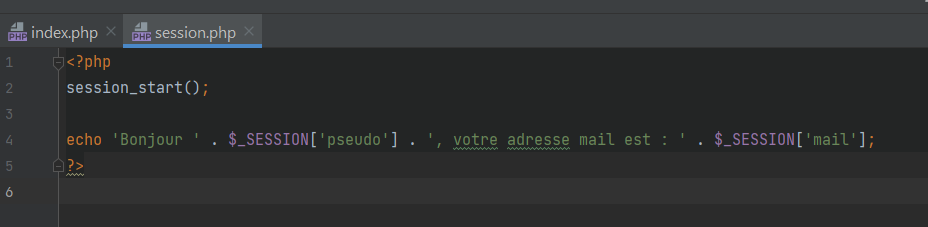 index.php session.php
1 <?php
2 session_start();
3
4 echo 'Bonjour ' . $_SESSION['pseudo'] . ', votre adresse mail est : ' . $_SESSION['mail'];
5 ?>
6